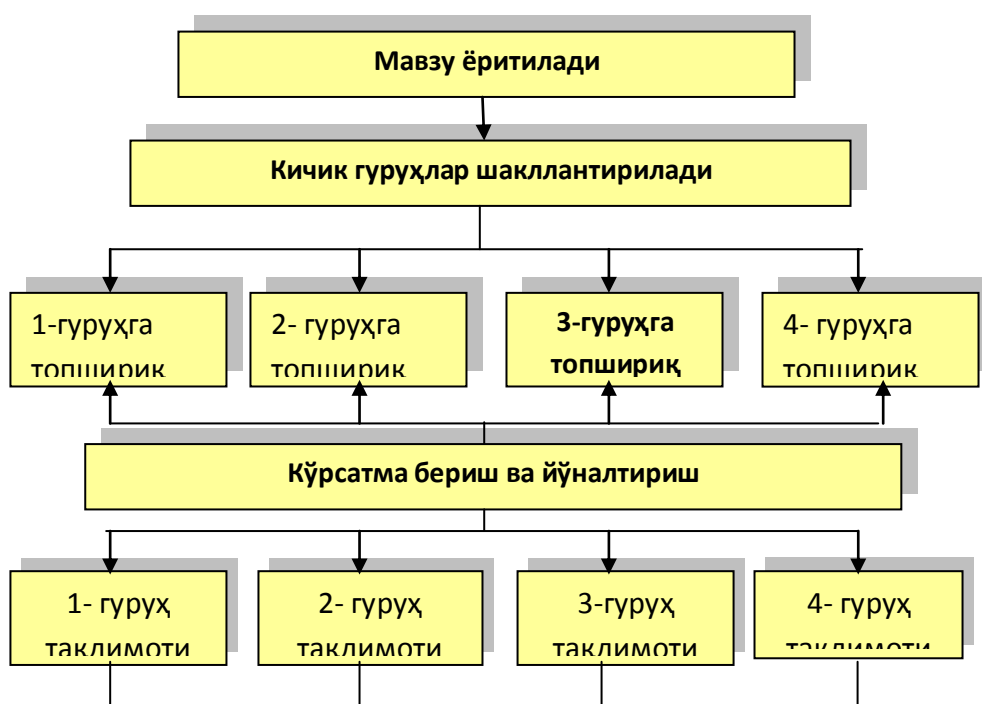 Мавзу ёритилади
Кичик гуруҳлар шакллантирилади
1-гуруҳга
топшириқ
2- гуруҳга
топшириқ
3-гуруҳга
топшириқ
4- гуруҳга
топшириқ
Кўрсатма бериш ва йўналтириш
1- гуруҳ
тақдимоти
2- гуруҳ
тақдимоти
3-гуруҳ
тақдимоти
4- гуруҳ
тақдимоти